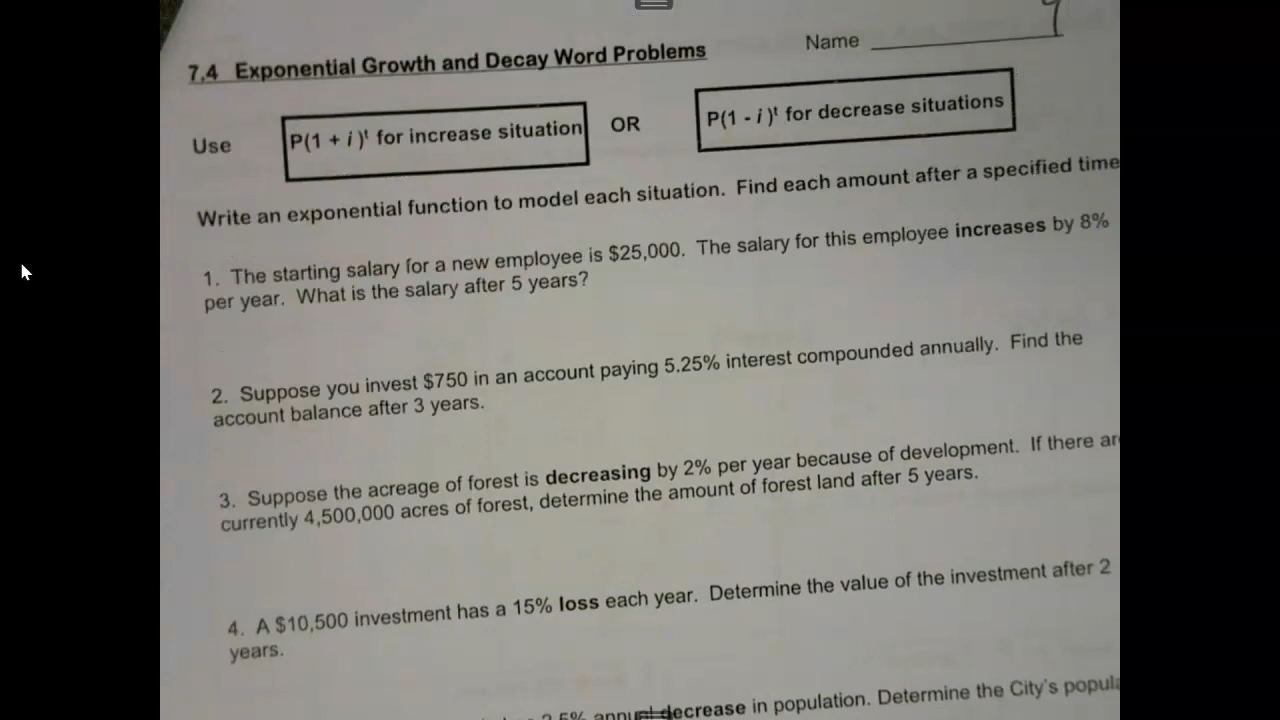 7.4 Exponential Growth and Decay Word Problems
Name
Use
P(1 + i )ᵗ for increase situation
OR
P(1 - i )ᵗ for decrease situations
Write an exponential function to model each situation. Find each amount after a specified time
1. The starting salary for a new employee is $25,000. The salary for this employee increases by 8%
per year. What is the salary after 5 years?
2. Suppose you invest $750 in an account paying 5.25% interest compounded annually. Find the
account balance after 3 years.
3. Suppose the acreage of forest is decreasing by 2% per year because of development. If there
currently 4,500,000 acres of forest, determine the amount of forest land after 5 years.
4. A $10,500 investment has a 15% loss each year. Determine the value of the investment after 2
years.
annual decrease in population. Determine the City's